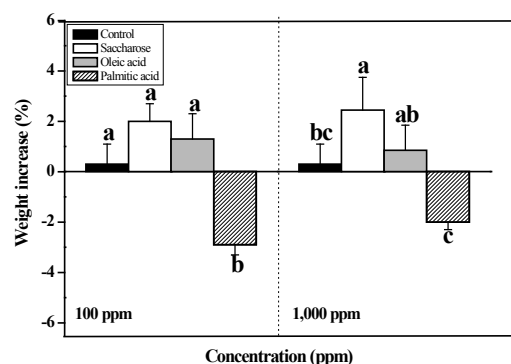 6
4
2
0
-2
-4
-6
Weight increase (%)
Control
Saccharose
Oleic acid
Palmitic acid
a
a
a
b
bc
a
ab
c
100 ppm
1,000 ppm
Concentration (ppm)